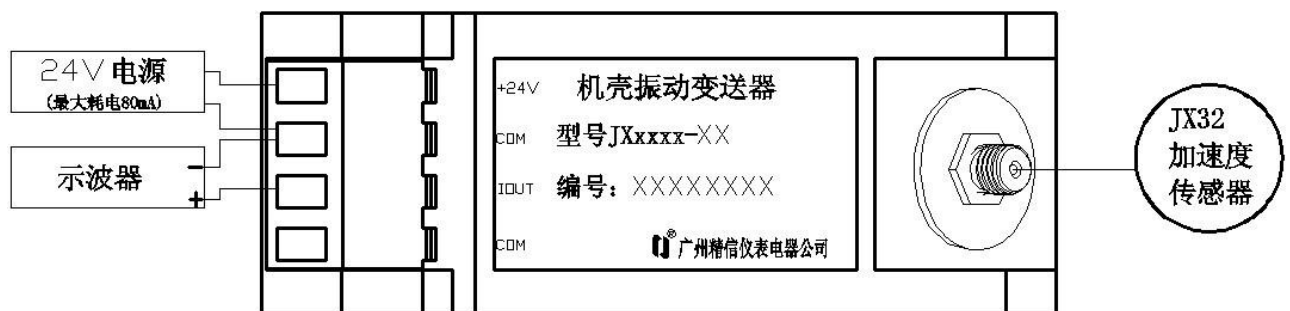 24V 电源
(最大耗电80mA)
示波器
-
+
+24V
COM
IOUT
COM
机壳振动变送器
型号JXxxxx-XX
编号：XXXXXXXX
®广州精信仪表电器公司
JX32
加速度
传感器